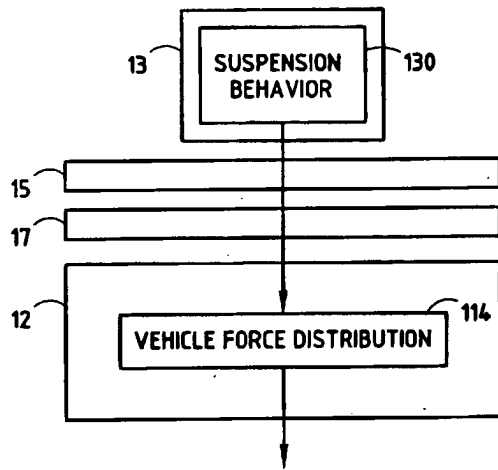 13
SUSPENSION
BEHAVIOR
130
15
17
12
114
VEHICLE FORCE DISTRIBUTION